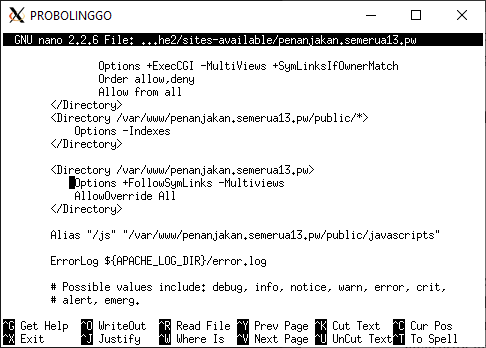 PROBOLINGGO
GNU nano 2.2.6 File: ...he2/sites-available/penanjakan.semerua13.pw
Options +ExecCGI -MultiViews +SymLinksIfOwnerMatch
Order allow,deny
Allow from all
</Directory>
<Directory /var/www/penanjakan.semerua13.pw/public/*>
Options -Indexes
</Directory>
<Directory /var/www/penanjakan.semerua13.pw>
Options +FollowSymLinks -Multiviews
AllowOverride All
</Directory>
Alias "/js" "/var/www/penanjakan.semerua13.pw/public/javascripts"
ErrorLog ${APACHE_LOG_DIR}/error.log
# Possible values include: debug, info, notice, warn, error, crit,
# alert, emerg.
^G Get Help ^O WriteOut ^R Read File ^Y Prev Page ^K Cut Text ^C Cur Pos
^X Exit ^J Justify ^W Where Is ^V Next Page ^U UnCut Text ^T To Spell